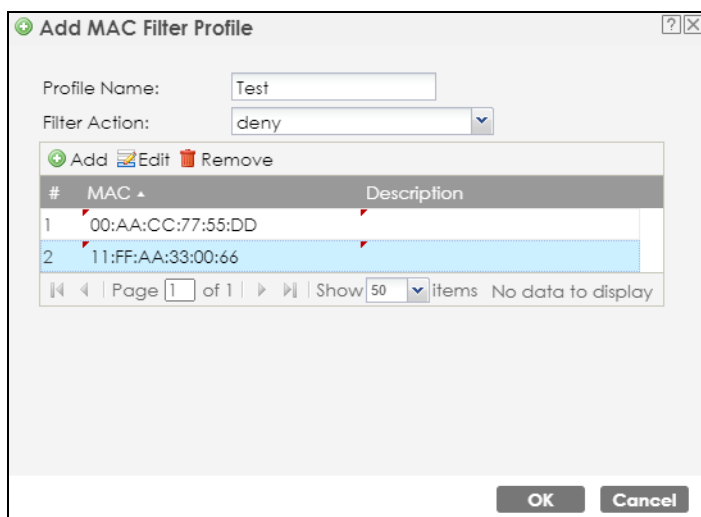 Add MAC Filter Profile
Profile Name: Test
Filter Action: deny
Add Edit Remove
# MAC Description
1 00:AA:CC:77:55:DD
2 11:FF:AA:33:00:66
Page 1 of 1 Show 50 items No data to display
OK Cancel